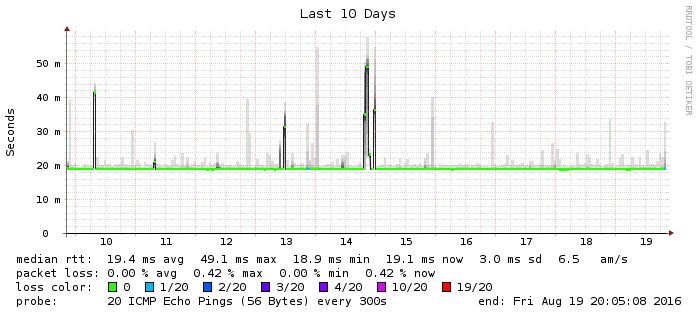 Last 10 Days
RRDTOOL / TOBI OETIKER
Seconds
50 m
40 m
30 m
20 m
10 m
0
10 11 12 13 14 15 16 17 18 19
median rtt: 19.4 ms avg 49.1 ms max 18.9 ms min 19.1 ms now 3.0 ms sd 6.5 am/s
packet loss: 0.00 % avg 0.42 % max 0.00 % min 0.42 % now
loss color: 0 1/20 2/20 3/20 4/20 10/20 19/20
probe: 20 ICMP Echo Pings (56 Bytes) every 300s end: Fri Aug 19 20:05:08 2016